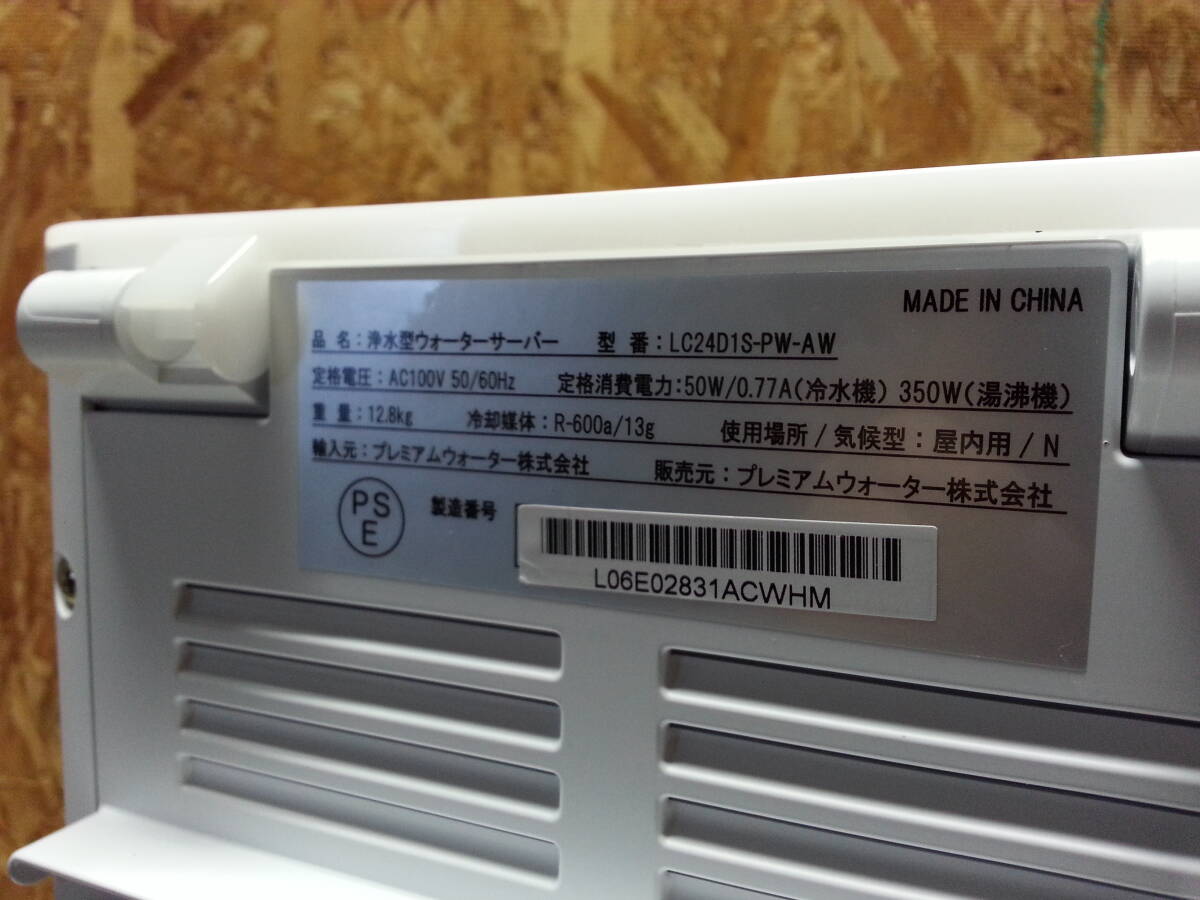 MADE IN CHINA
品 名：浄水型ウォーターサーバー 型 番：LC24D1S-PW-AW
定格電圧：AC100V 50/60Hz 定格消費電力：50W/0.77A(冷水機) 350W(湯沸機)
重 量：12.8kg 冷却媒体：R-600a/13g 使用場所/気候型：屋内用/N
輸入元：プレミアムウォーター株式会社 販売元：プレミアムウォーター株式会社
PS
E
製造番号
L06E02831ACWHM